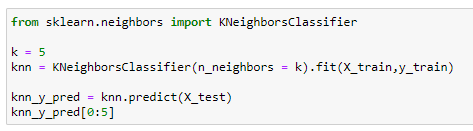 from sklearn.neighbors import KNeighborsClassifier
k = 5
knn = KNeighborsClassifier(n_neighbors = k).fit(X_train,y_train)
knn_y_pred = knn.predict(X_test)
knn_y_pred[0:5]